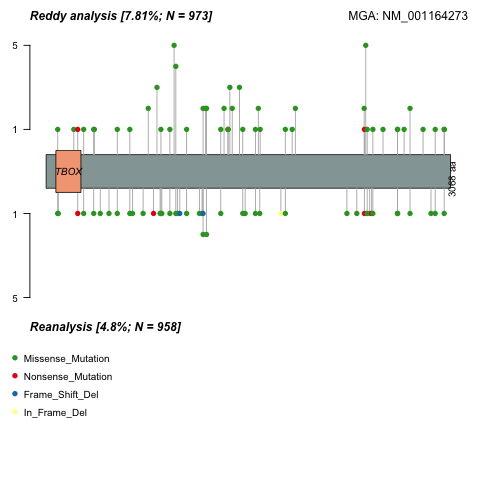 Reddy analysis [7.81%; N = 973]
MGA: NM_001164273
5
1
TBOX
3068 aa
1
5
Reanalysis [4.8%; N = 958]
Missense_Mutation
Nonsense_Mutation
Frame_Shift_Del
In_Frame_Del